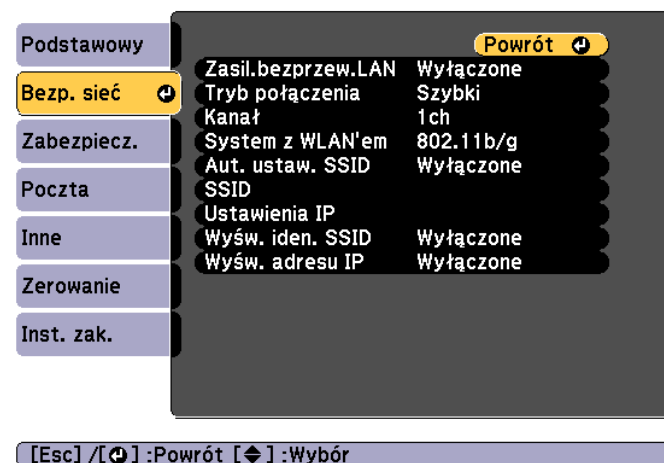 Podstawowy
Bezp. sieć
Zabezpiecz.
Poczta
Inne
Zerowanie
Inst. zak.
Powrót
Zasil.bezprzew.LAN Wyłączone
Tryb połączenia Szybki
Kanał 1ch
System z WLAN'em 802.11b/g
Aut. ustaw. SSID Wyłączone
SSID
Ustawienia IP
Wyśw. iden. SSID Wyłączone
Wyśw. adresu IP Wyłączone
[Esc] /[⏎] :Powrót [◆] :Wybór